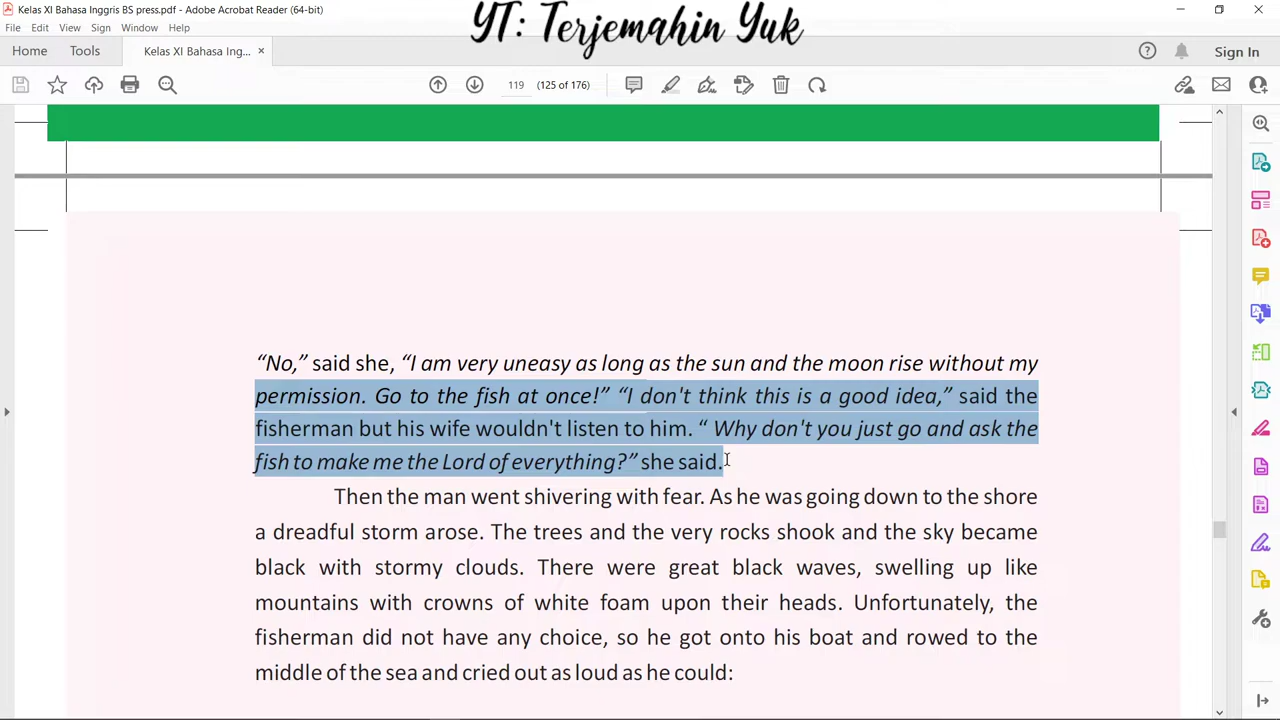 Kelas XI Bahasa Inggris BS press.pdf - Adobe Acrobat Reader (64-bit)
YT: Terjemahin Yuk
File Edit View Sign Window Help
Home Tools Kelas XI Bahasa Ing... × Sign In
119 (125 of 176)
“No,” said she, “I am very uneasy as long as the sun and the moon rise without my
permission. Go to the fish at once!” “I don't think this is a good idea,” said the
fisherman but his wife wouldn't listen to him. “ Why don't you just go and ask the
fish to make me the Lord of everything?” she said.
Then the man went shivering with fear. As he was going down to the shore
a dreadful storm arose. The trees and the very rocks shook and the sky became
black with stormy clouds. There were great black waves, swelling up like
mountains with crowns of white foam upon their heads. Unfortunately, the
fisherman did not have any choice, so he got onto his boat and rowed to the
middle of the sea and cried out as loud as he could: